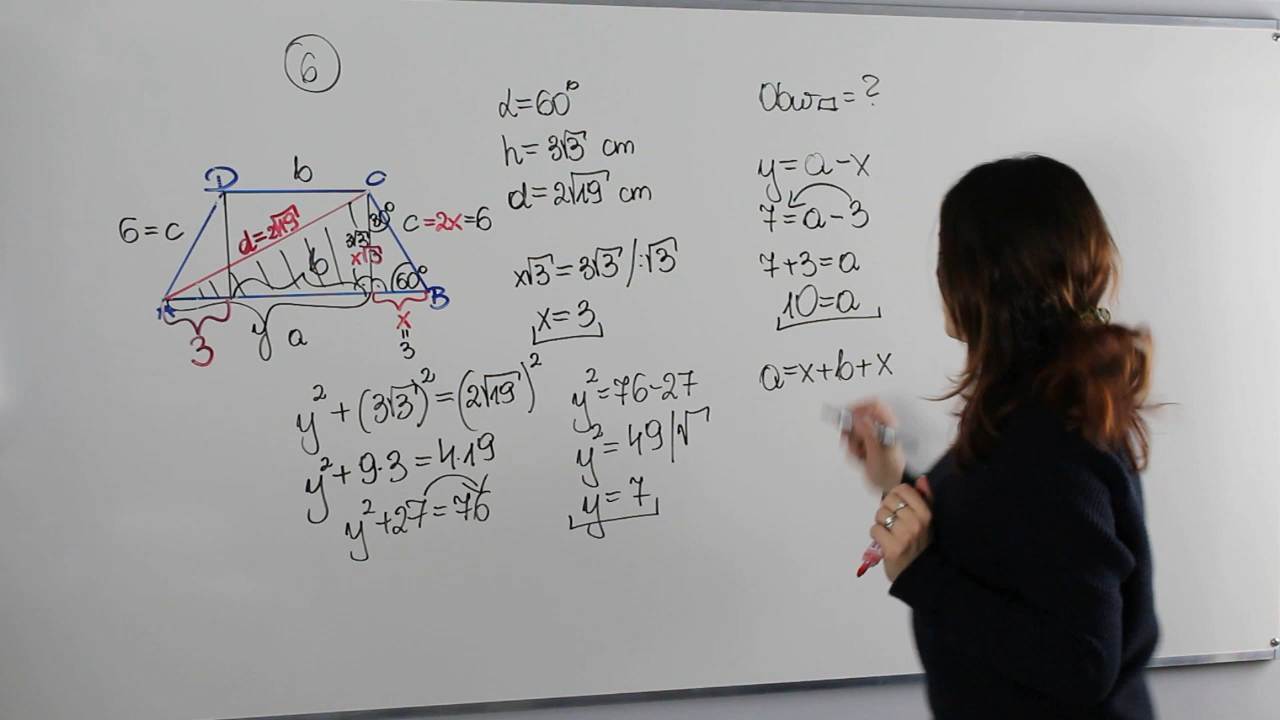 6
α=60°
h=3√3 cm
d=2√19 cm
D
b
C
6=c
d=2√19
30°
c=2x=6
3√3
x√3
b
60°
B
3
y
a
x
=
3
x√3=3√3 /:√3
x=3
y²+(3√3)²=(2√19)²
y²+9·3=4·19
y²+27=76
y²=76-27
y²=49/√
y=7
Obw▱=?
y=a-x
7=a-3
7+3=a
10=a
a=x+b+x